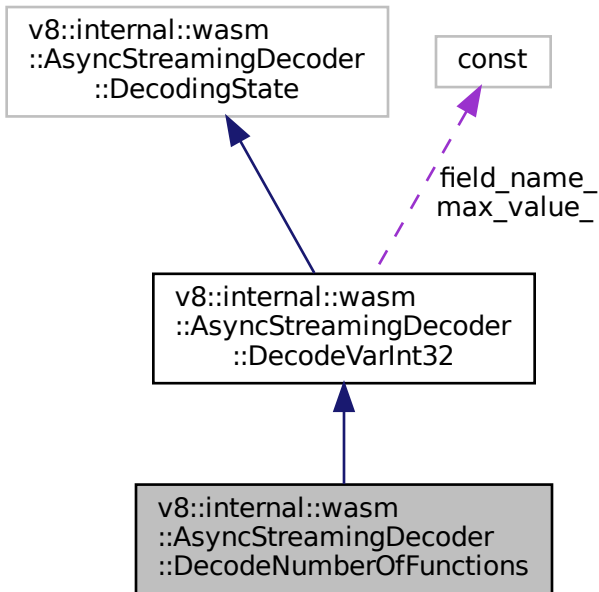 v8::internal::wasm
::AsyncStreamingDecoder
::DecodingState
const
field_name_
max_value_
v8::internal::wasm
::AsyncStreamingDecoder
::DecodeVarInt32
v8::internal::wasm
::AsyncStreamingDecoder
::DecodeNumberOfFunctions